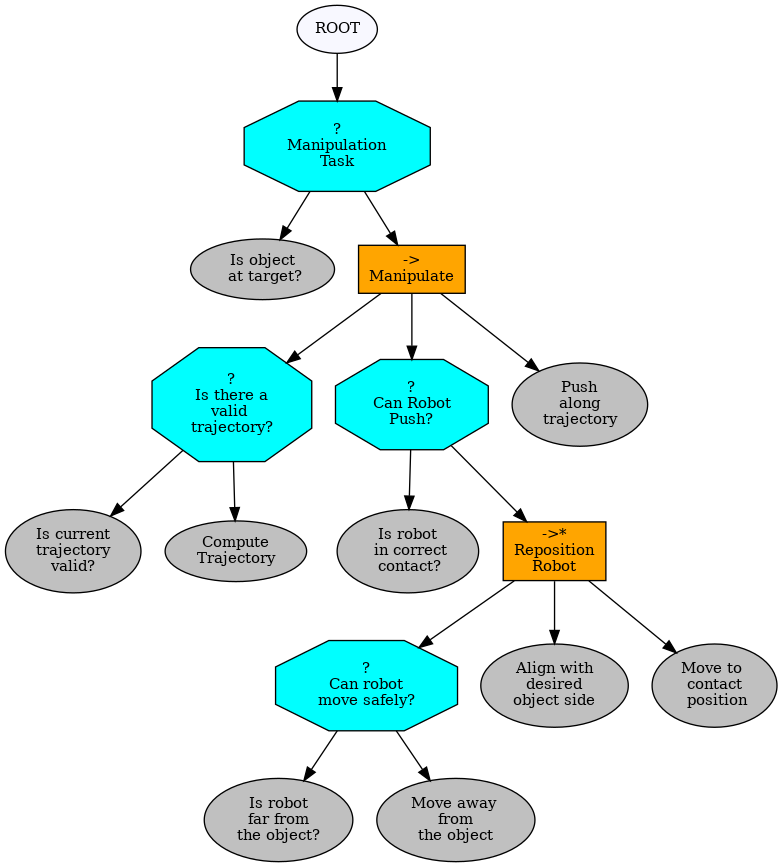 ROOT
?
Manipulation
Task
Is object
at target?
->
Manipulate
?
Is there a
valid
trajectory?
?
Can Robot
Push?
Push
along
trajectory
Is current
trajectory
valid?
Compute
Trajectory
Is robot
in correct
contact?
->*
Reposition
Robot
?
Can robot
move safely?
Align with
desired
object side
Move to
contact
position
Is robot
far from
the object?
Move away
from
the object